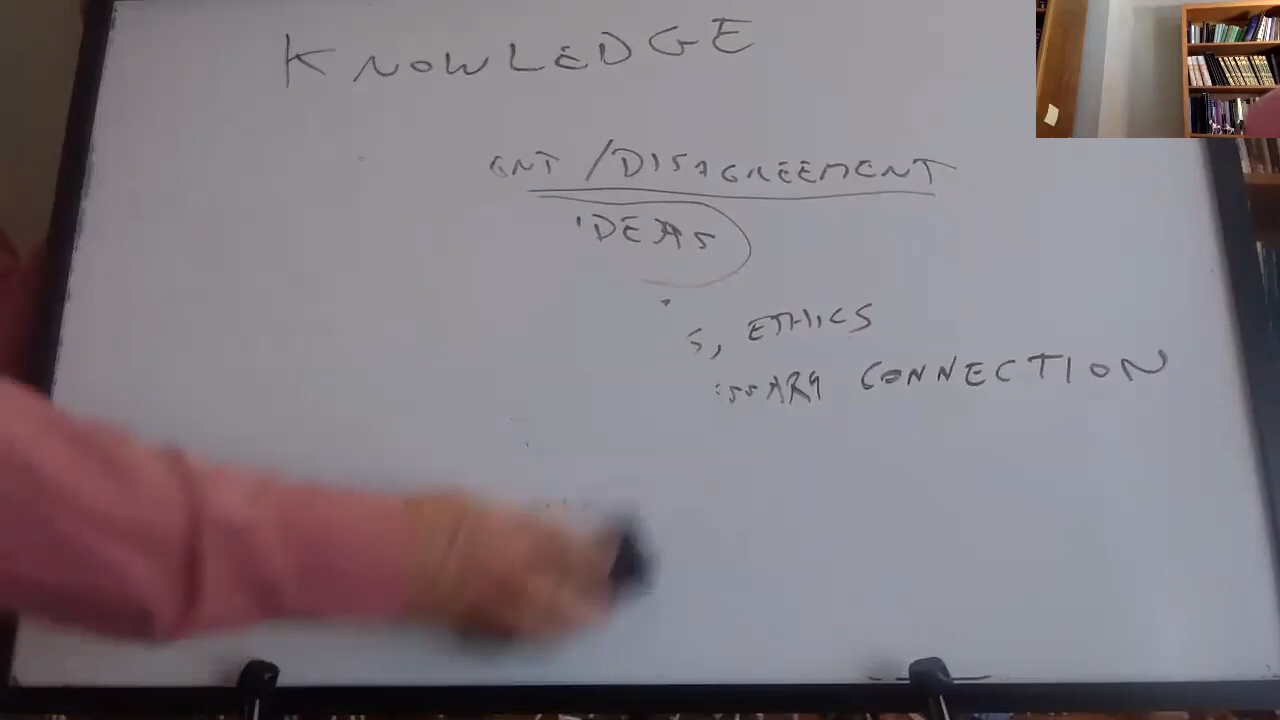 KNOWLEDGE
ENT / DISAGREEMENT
IDEAS
S, ETHICS
SSARY CONNECTION